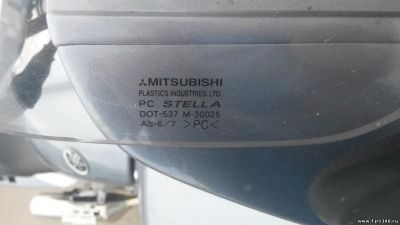 MITSUBISHI
PLASTICS INDUSTRIES, LTD.
PC STELLA
DOT-537 M-30025
AS-6/7 >PC<